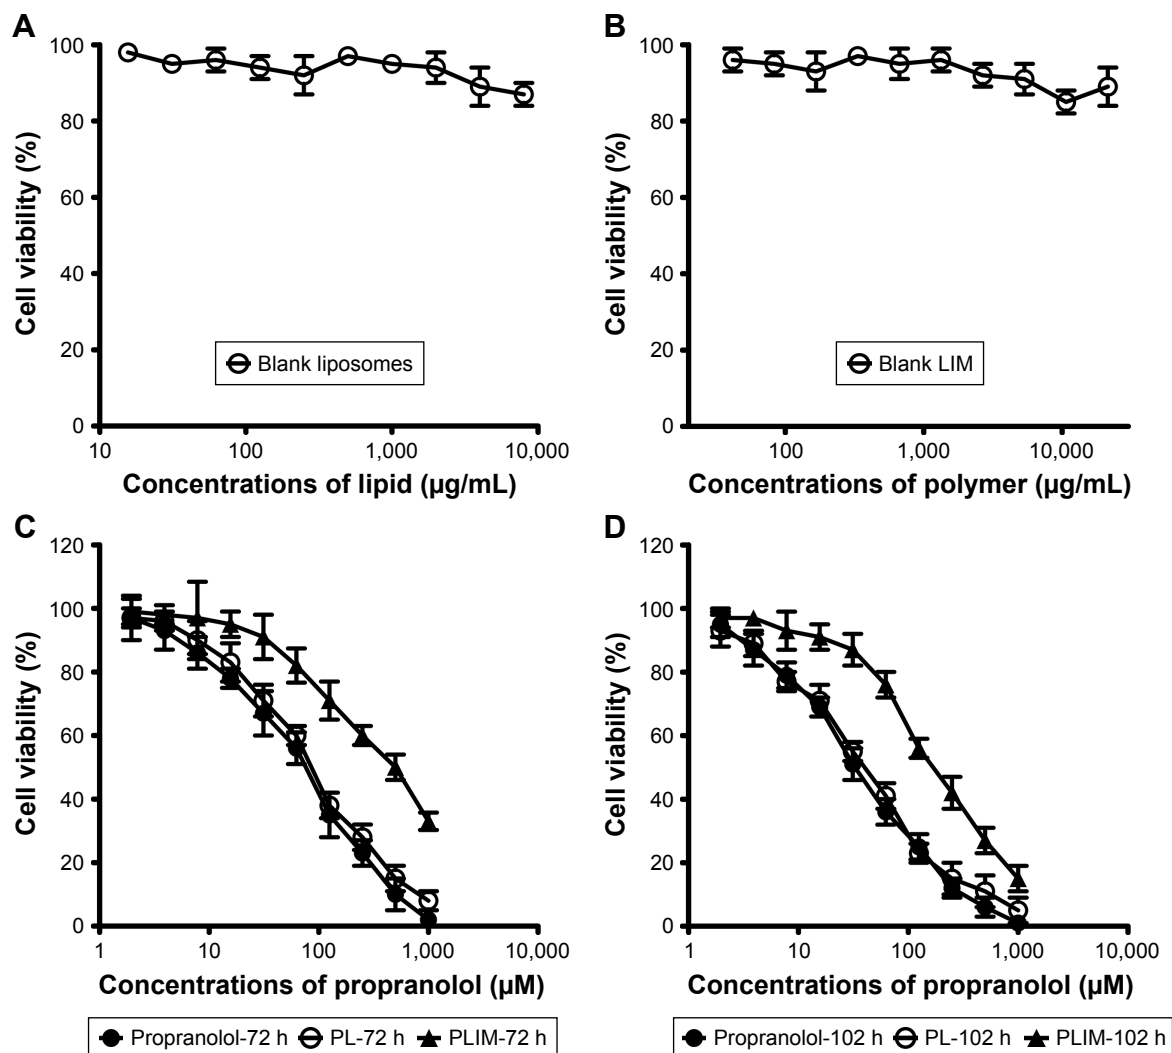 A
100
80
60
40
20
0
Cell viability (%)
Blank liposomes
10
100
1,000
10,000
Concentrations of lipid (µg/mL)
B
100
80
60
40
20
0
Cell viability (%)
Blank LIM
100
1,000
10,000
Concentrations of polymer (µg/mL)
C
120
100
80
60
40
20
0
Cell viability (%)
1
10
100
1,000
10,000
Concentrations of propranolol (µM)
Propranolol-72 h PL-72 h PLIM-72 h
D
120
100
80
60
40
20
0
Cell viability (%)
1
10
100
1,000
10,000
Concentrations of propranolol (µM)
Propranolol-102 h PL-102 h PLIM-102 h